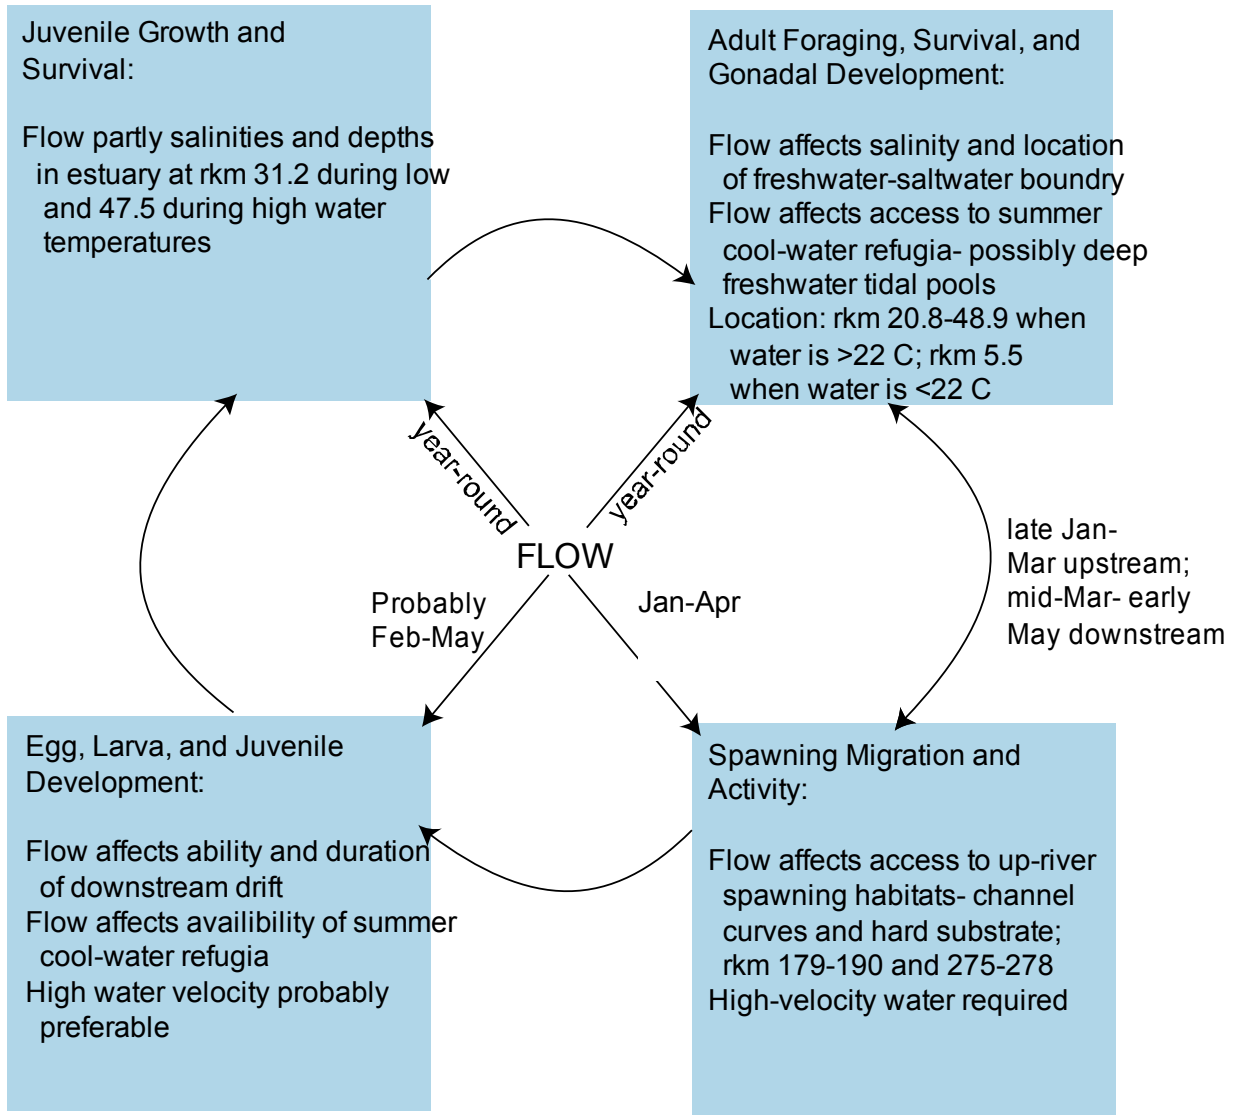 Juvenile Growth and
Survival:
Flow partly salinities and depths
in estuary at rkm 31.2 during low
and 47.5 during high water
temperatures
Adult Foraging, Survival, and
Gonadal Development:
Flow affects salinity and location
of freshwater-saltwater boundry
Flow affects access to summer
cool-water refugia- possibly deep
freshwater tidal pools
Location: rkm 20.8-48.9 when
water is >22 C; rkm 5.5
when water is <22 C
year-round
year-round
FLOW
Probably
Feb-May
Jan-Apr
late Jan-
Mar upstream;
mid-Mar- early
May downstream
Egg, Larva, and Juvenile
Development:
Flow affects ability and duration
of downstream drift
Flow affects availibility of summer
cool-water refugia
High water velocity probably
preferable
Spawning Migration and
Activity:
Flow affects access to up-river
spawning habitats- channel
curves and hard substrate;
rkm 179-190 and 275-278
High-velocity water required